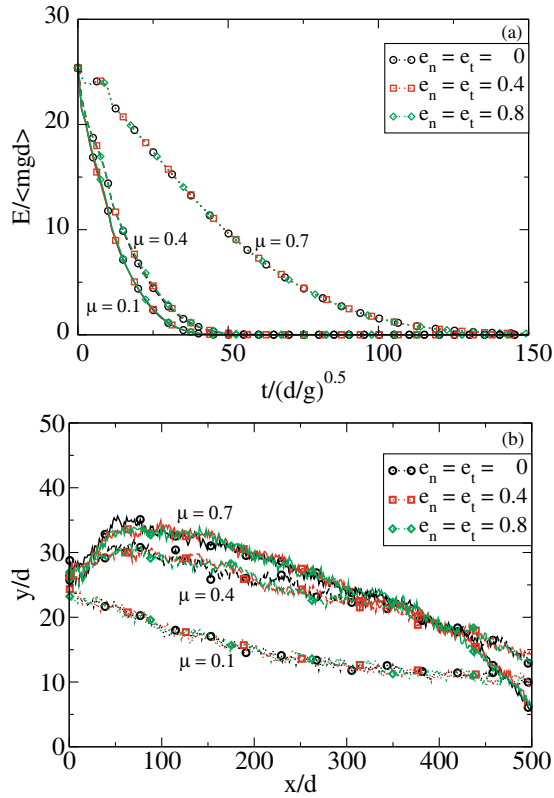 (a)
30
e_n = e_t = 0
e_n = e_t = 0.4
e_n = e_t = 0.8
20
E/<mgd>
10
μ = 0.4
μ = 0.7
μ = 0.1
0
0 50 100 150
t/(d/g)^0.5
(b)
50
e_n = e_t = 0
e_n = e_t = 0.4
e_n = e_t = 0.8
40
μ = 0.7
30
y/d
μ = 0.4
20
μ = 0.1
10
0
0 100 200 300 400 500
x/d